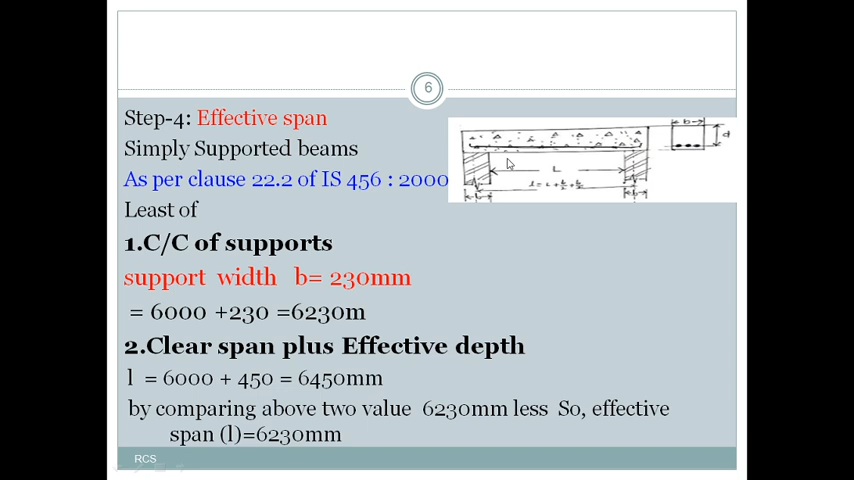 6
Step-4: Effective span
Simply Supported beams
As per clause 22.2 of IS 456 : 2000
Least of
1.C/C of supports
support width b= 230mm
= 6000 +230 =6230m
2.Clear span plus Effective depth
l = 6000 + 450 = 6450mm
by comparing above two value 6230mm less So, effective
span (l)=6230mm
b
d
L
RCS